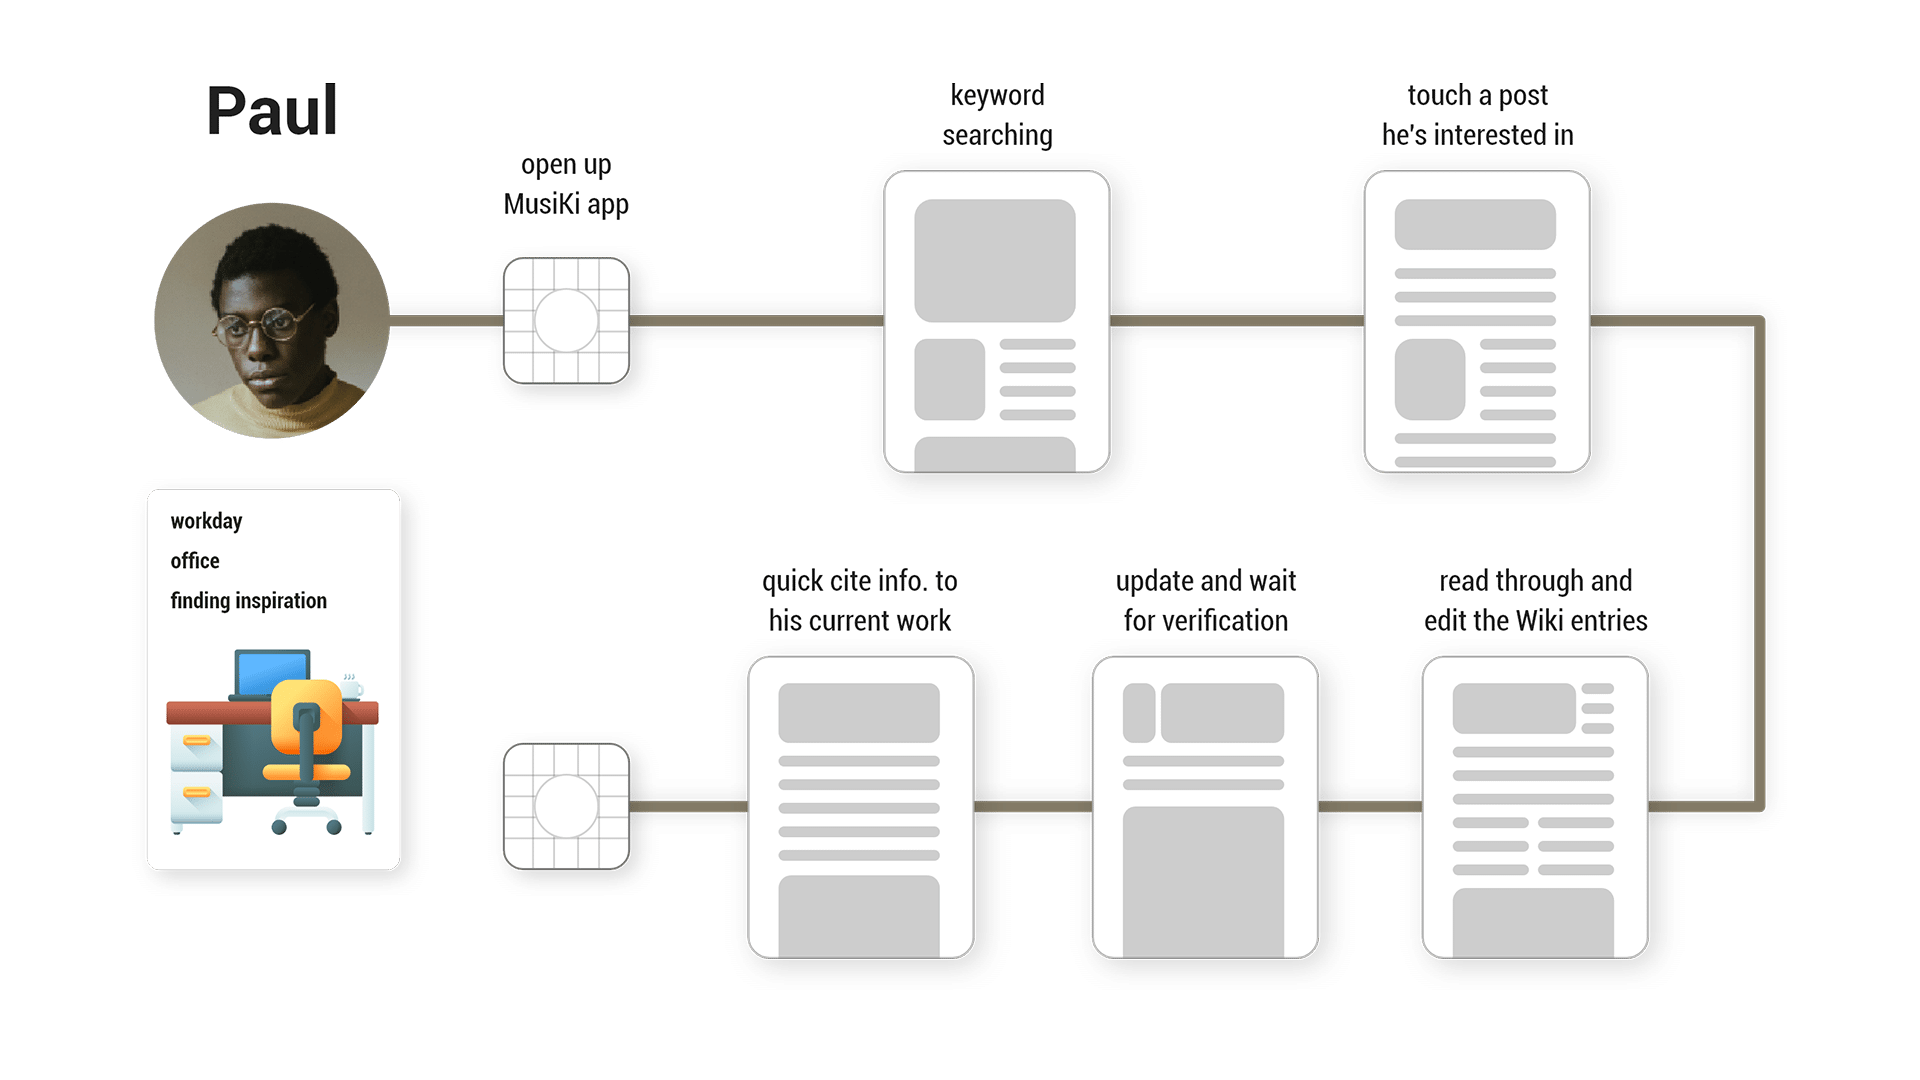 Paul
open up
MusiKi app
keyword
searching
touch a post
he's interested in
workday
office
finding inspiration
quick cite info. to
his current work
update and wait
for verification
read through and
edit the Wiki entries